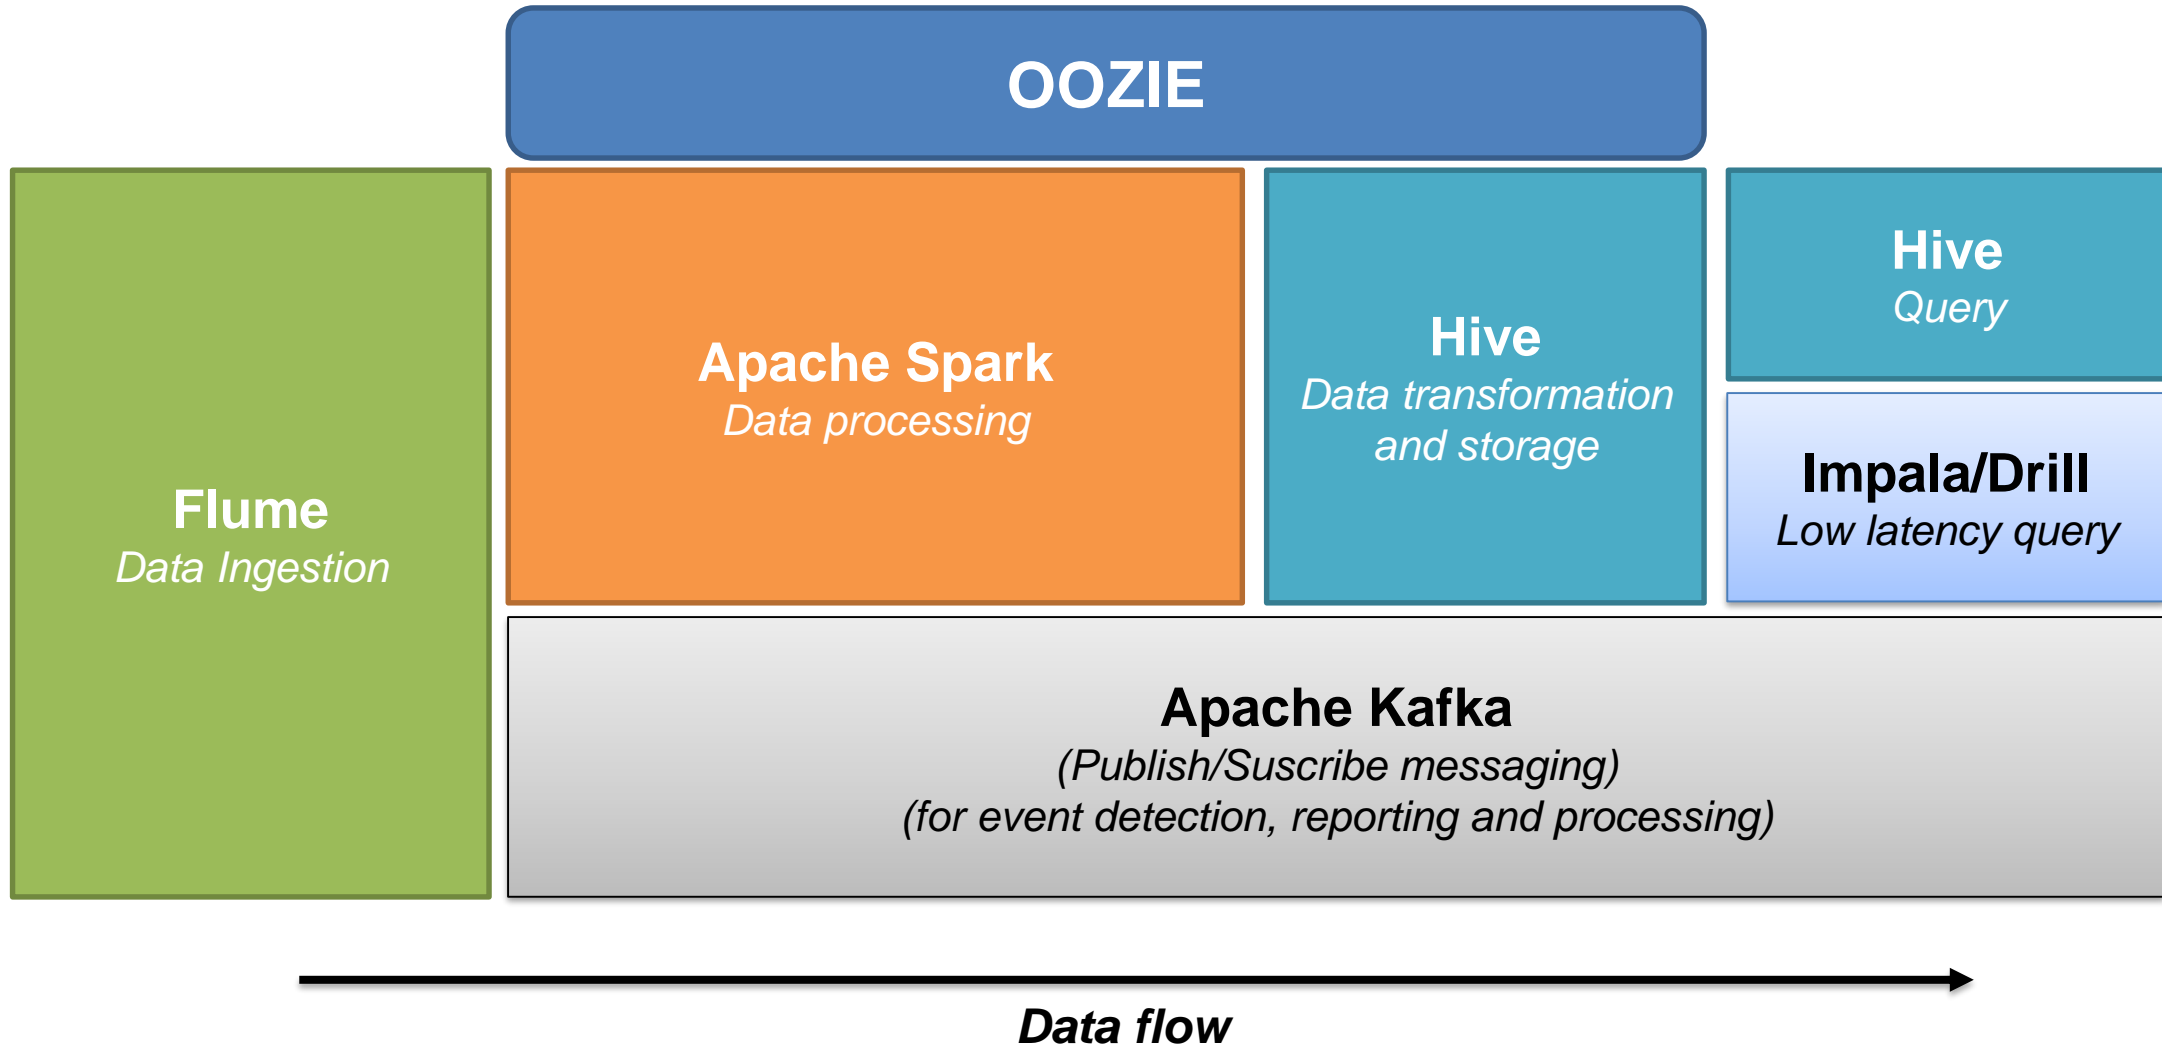 OOZIE
Flume
Data Ingestion
Apache Spark
Data processing
Hive
Data transformation
and storage
Hive
Query
Impala/Drill
Low latency query
Apache Kafka
(Publish/Suscribe messaging)
(for event detection, reporting and processing)
Data flow